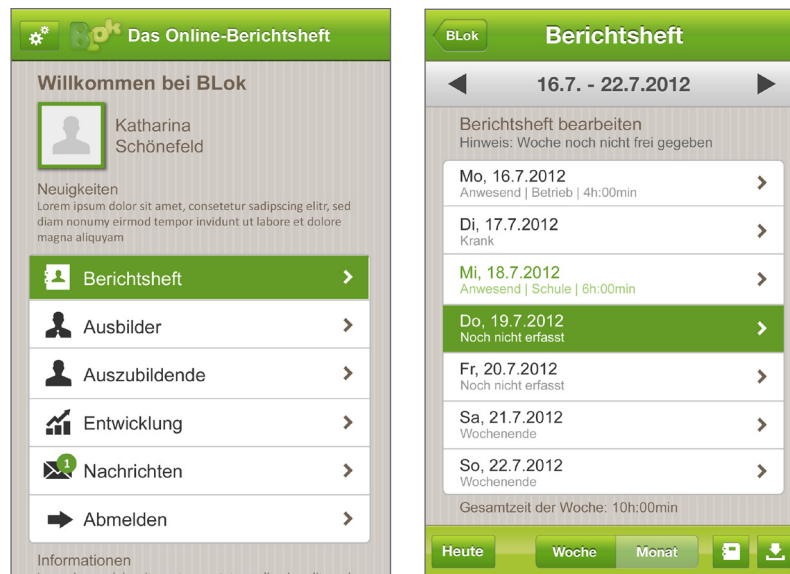 Blok Das Online-Berichtsheft
Willkommen bei BLok
Katharina
Schönefeld
Neuigkeiten
Lorem ipsum dolor sit amet, consetetur sadipscing elitr, sed
diam nonumy eirmod tempor invidunt ut labore et dolore
magna aliquyam
Berichtsheft
Ausbilder
Auszubildende
Entwicklung
1
Nachrichten
Abmelden
Informationen
BLok
Berichtsheft
16.7. - 22.7.2012
Berichtsheft bearbeiten
Hinweis: Woche noch nicht frei gegeben
Mo, 16.7.2012
Anwesend | Betrieb | 4h:00min
Di, 17.7.2012
Krank
Mi, 18.7.2012
Anwesend | Schule | 6h:00min
Do, 19.7.2012
Noch nicht erfasst
Fr, 20.7.2012
Noch nicht erfasst
Sa, 21.7.2012
Wochenende
So, 22.7.2012
Wochenende
Gesamtzeit der Woche: 10h:00min
Heute
Woche
Monat